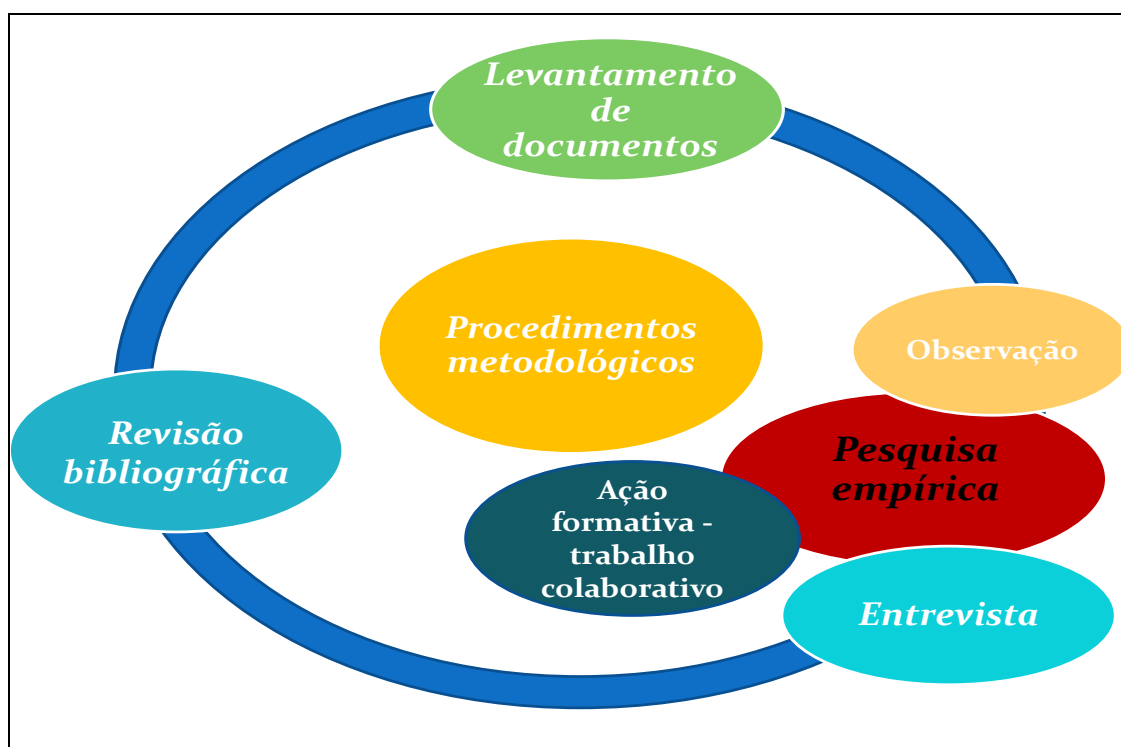 Levantamento
de
documentos
Procedimentos
metodológicos
Observação
Revisão
bibliográfica
Pesquisa
empírica
Ação
formativa -
trabalho
colaborativo
Entrevista